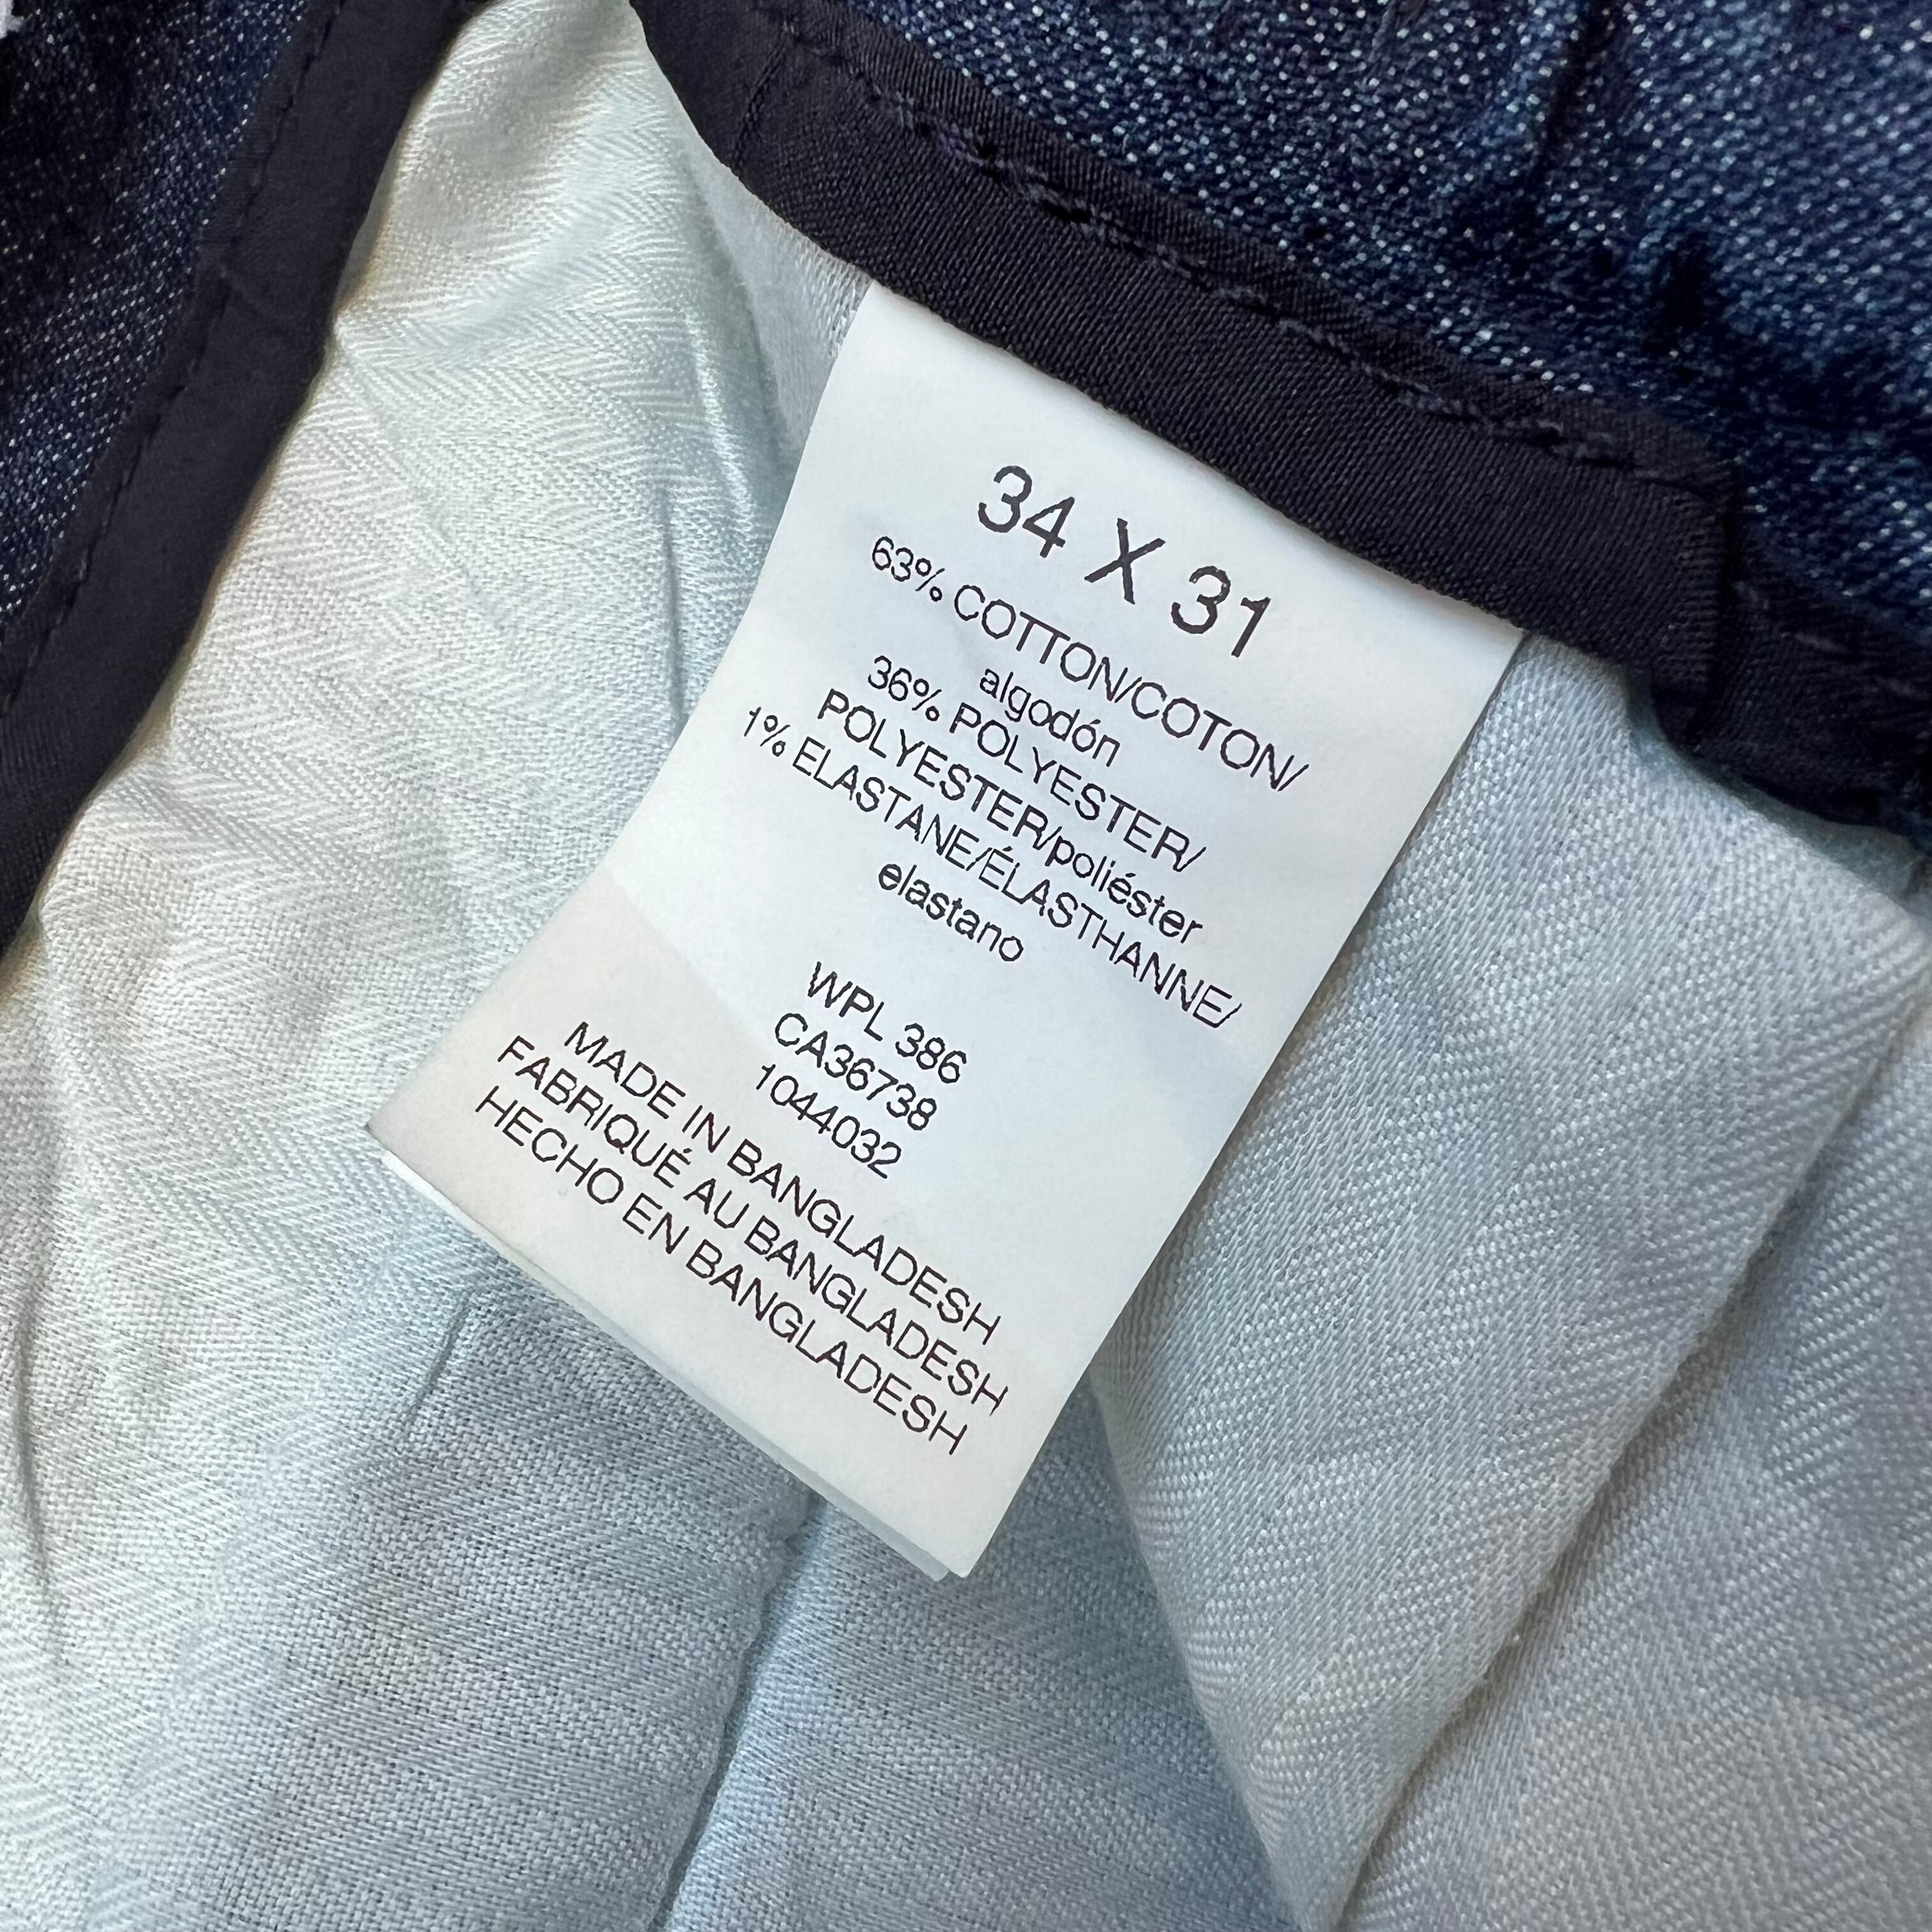 34 X 31
63% COTTON/COTON/
algodón
36% POLYESTER/
POLYESTER/poliéster
1% ELASTANE/ÉLASTHANNE/
elastano
WPL 386
CA36738
1044032
MADE IN BANGLADESH
FABRIQUÉ AU BANGLADESH
HECHO EN BANGLADESH